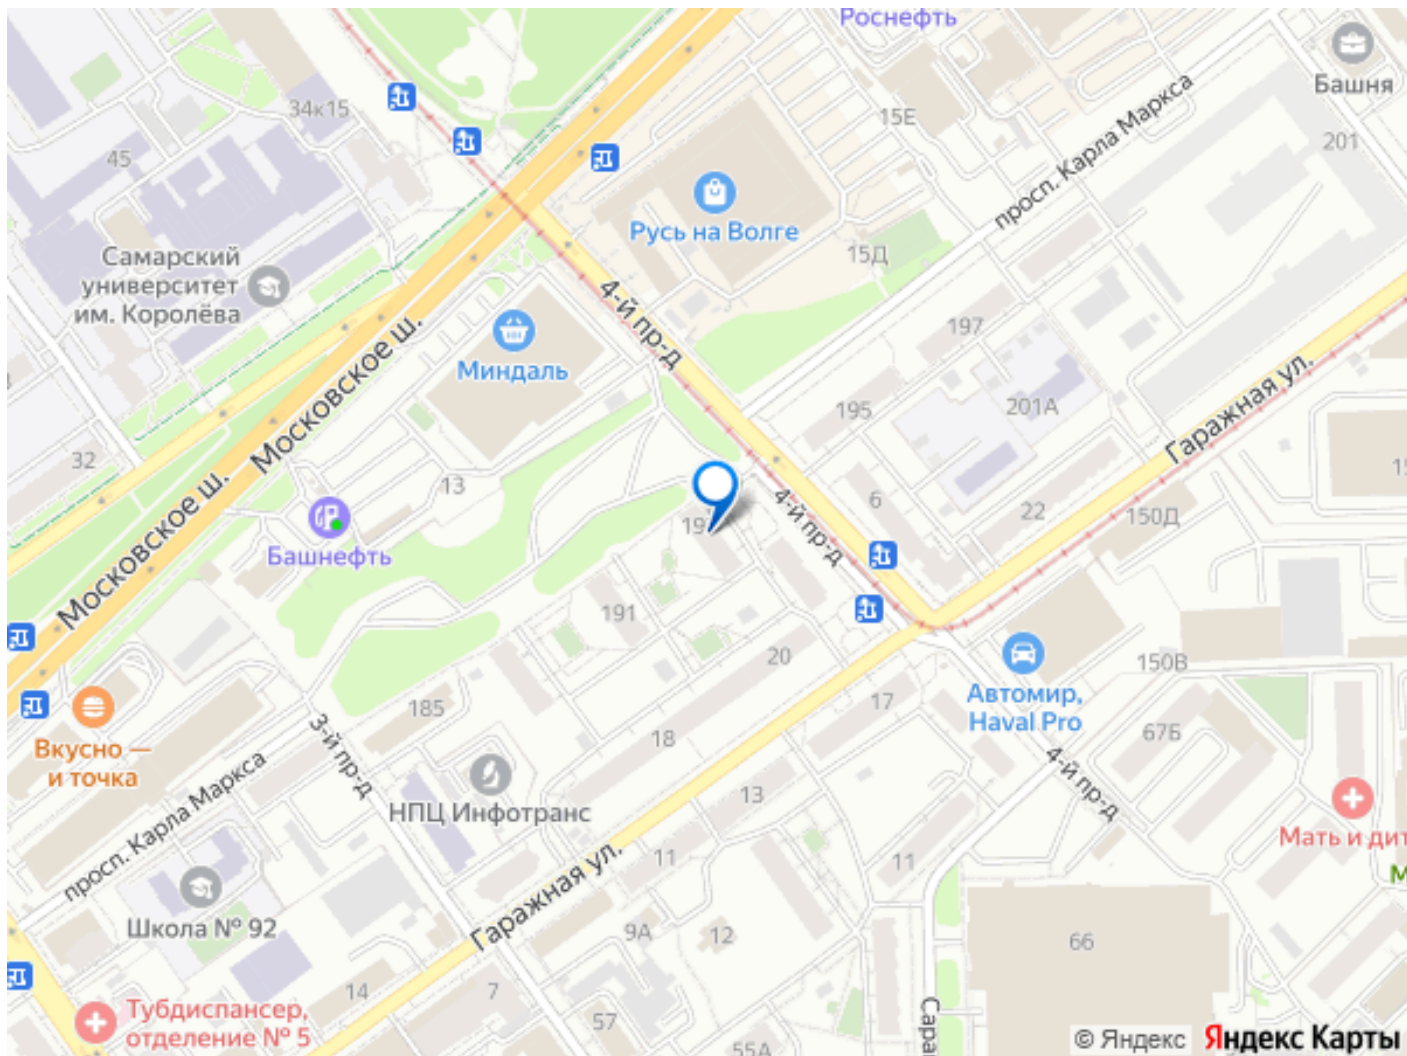 Роснефть
Башня
34к15
15Е
просп. Карла Маркса
201
45
Русь на Волге
Самарский
университет
им. Королёва
15Д
4-й пр-д
197
Миндаль
Московское ш.
195
201А
Гаражная ул.
32
13
6
22
150Д
Московское ш.
Башнефть
4-й пр-д
191
20
150В
Автомир,
Haval Pro
17
67Б
185
18
Вкусно —
и точка
3-й пр-д
4-й пр-д
НПЦ Инфотранс
13
просп. Карла Маркса
Мать и дит
11
11
Гаражная ул.
Школа № 92
9А
12
66
14
7
Тубдиспансер,
отделение № 5
57
55А
Сара
© Яндекс
Яндекс Карты